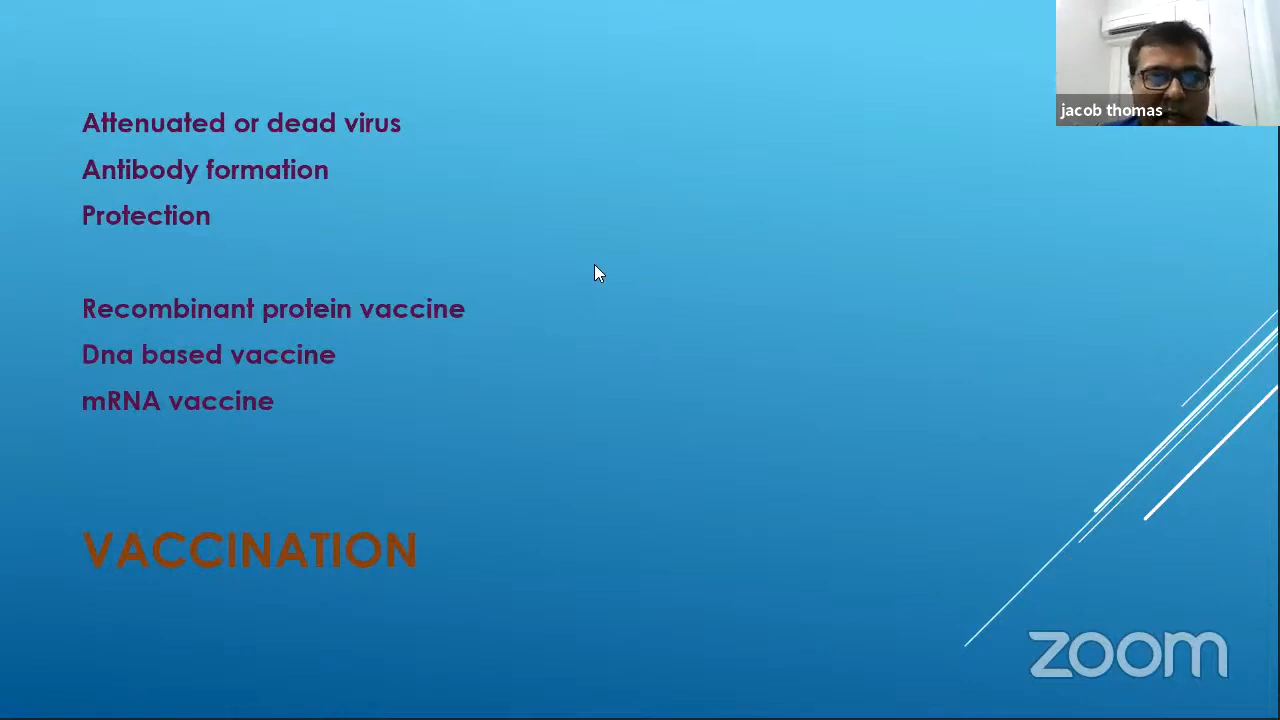 jacob thomas
Attenuated or dead virus
Antibody formation
Protection
Recombinant protein vaccine
Dna based vaccine
mRNA vaccine
VACCINATION
zoom